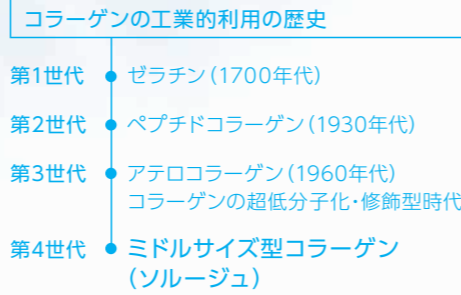 コラーゲンの工業的利用の歴史
第1世代 ゼラチン（1700年代）
第2世代 ペプチドコラーゲン（1930年代）
第3世代 アテロコラーゲン（1960年代）
コラーゲンの超低分子化・修飾型時代
第4世代 ミドルサイズ型コラーゲン
（ソルージュ）